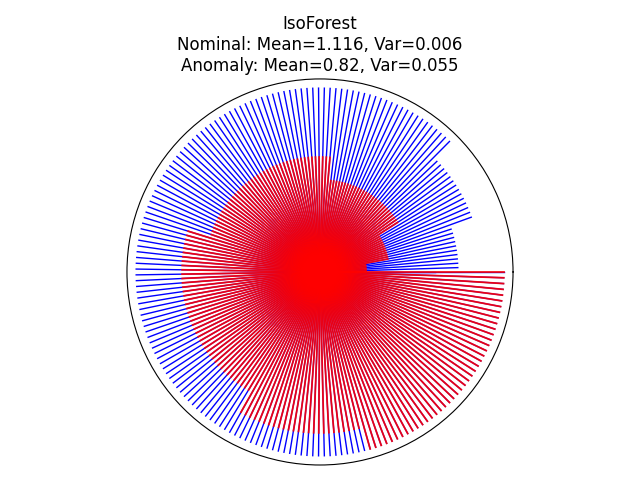 IsoForest
Nominal: Mean=1.116, Var=0.006
Anomaly: Mean=0.82, Var=0.055